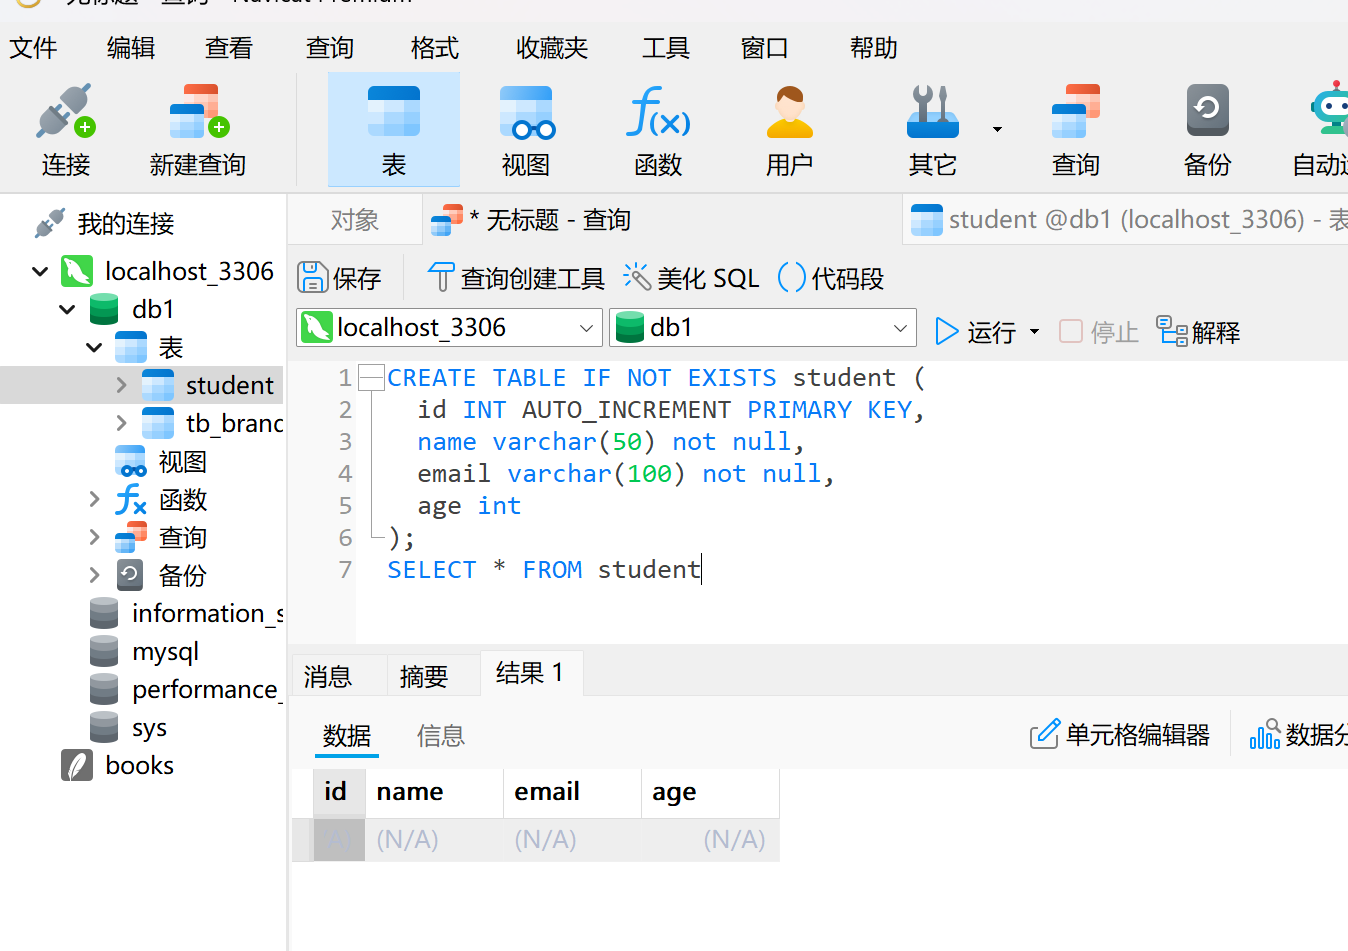 文件 编辑 查看 查询 格式 收藏夹 工具 窗口 帮助
连接 新建查询 表 视图 函数 用户 其它 查询 备份 自动
我的连接
localhost_3306
db1
表
student
tb_branc
视图
函数
查询
备份
information_s
mysql
performance_
sys
books
对象 * 无标题 - 查询 student @db1 (localhost_3306) - 表
保存 查询创建工具 美化 SQL 代码段
localhost_3306 db1 运行 停止 解释
1 CREATE TABLE IF NOT EXISTS student (
2 id INT AUTO_INCREMENT PRIMARY KEY,
3 name varchar(50) not null,
4 email varchar(100) not null,
5 age int
6 );
7 SELECT * FROM student
消息 摘要 结果 1
数据 信息 单元格编辑器 数据分
id name email age
(N/A) (N/A) (N/A)